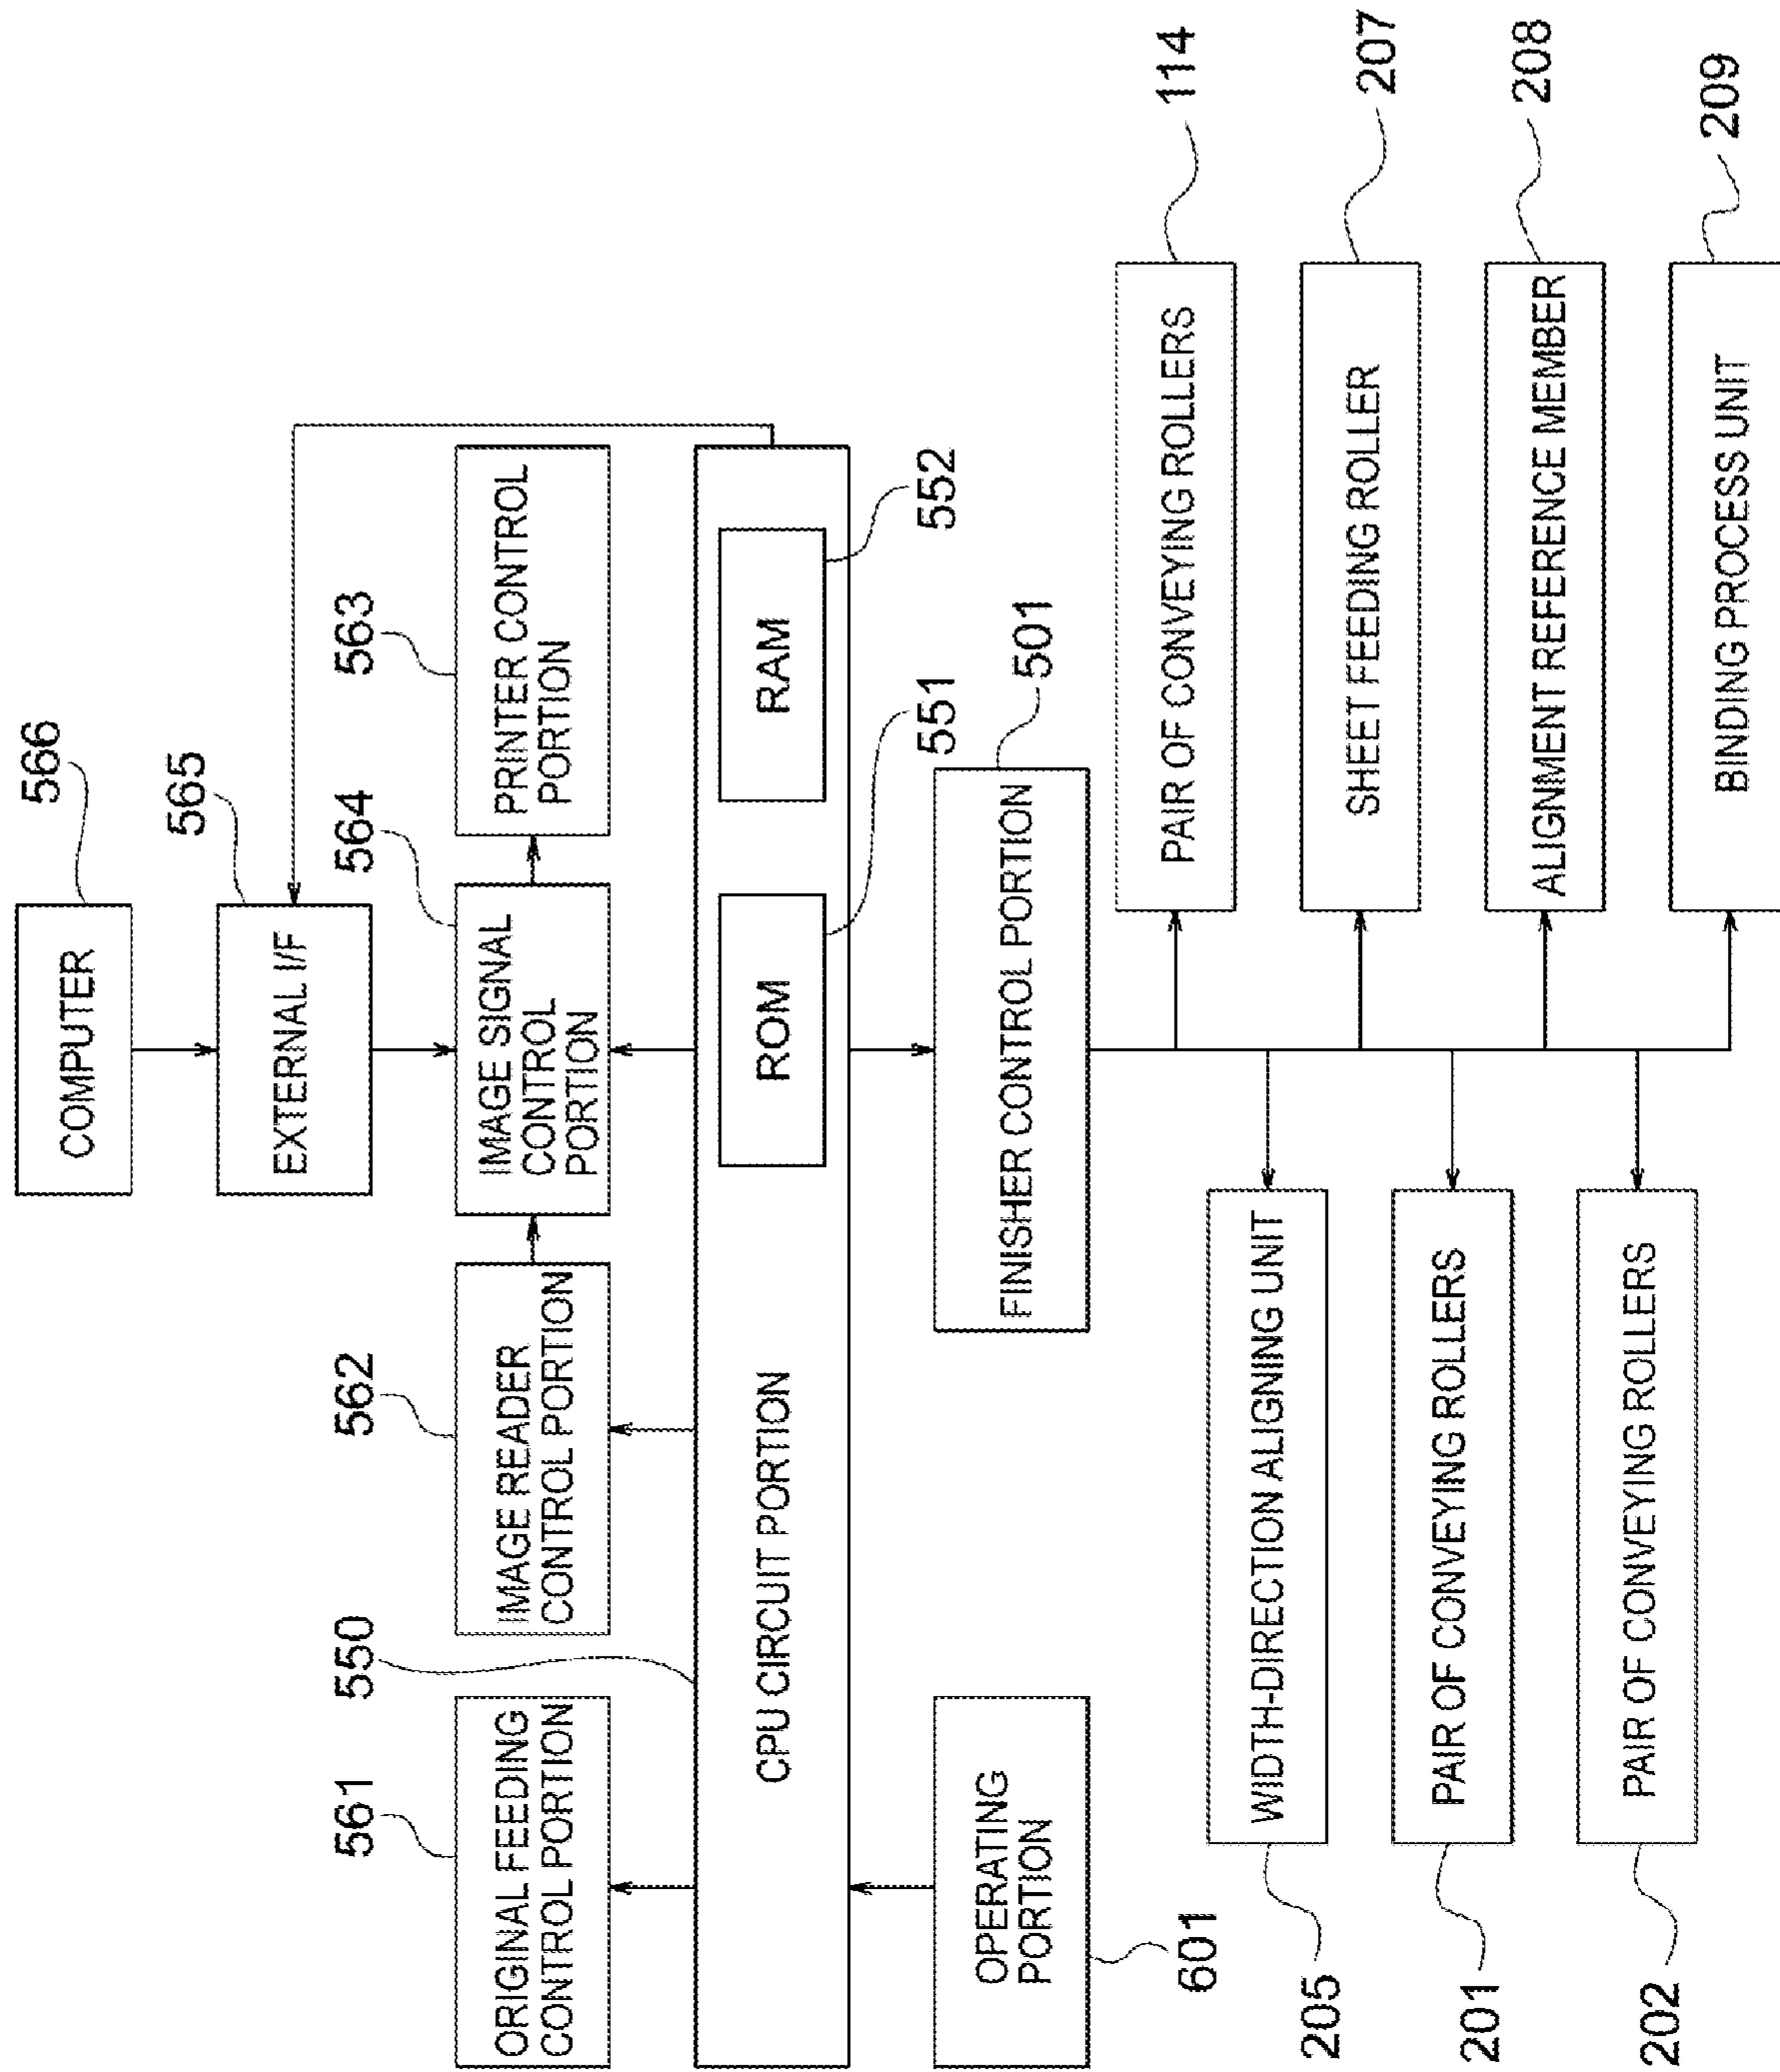 566
COMPUTER
565
EXTERNAL I/F
561
ORIGINAL FEEDING
CONTROL PORTION
550
562
IMAGE READER
CONTROL PORTION
564
IMAGE SIGNAL
CONTROL
PORTION
563
PRINTER CONTROL
PORTION
CPU CIRCUIT PORTION
ROM
RAM
551
552
OPERATING
PORTION
601
FINISHER CONTROL PORTION
501
PAIR OF CONVEYING ROLLERS
114
205
WIDTH-DIRECTION ALIGNING UNIT
SHEET FEEDING ROLLER
207
201
PAIR OF CONVEYING ROLLERS
ALIGNMENT REFERENCE MEMBER
208
202
PAIR OF CONVEYING ROLLERS
BINDING PROCESS UNIT
209